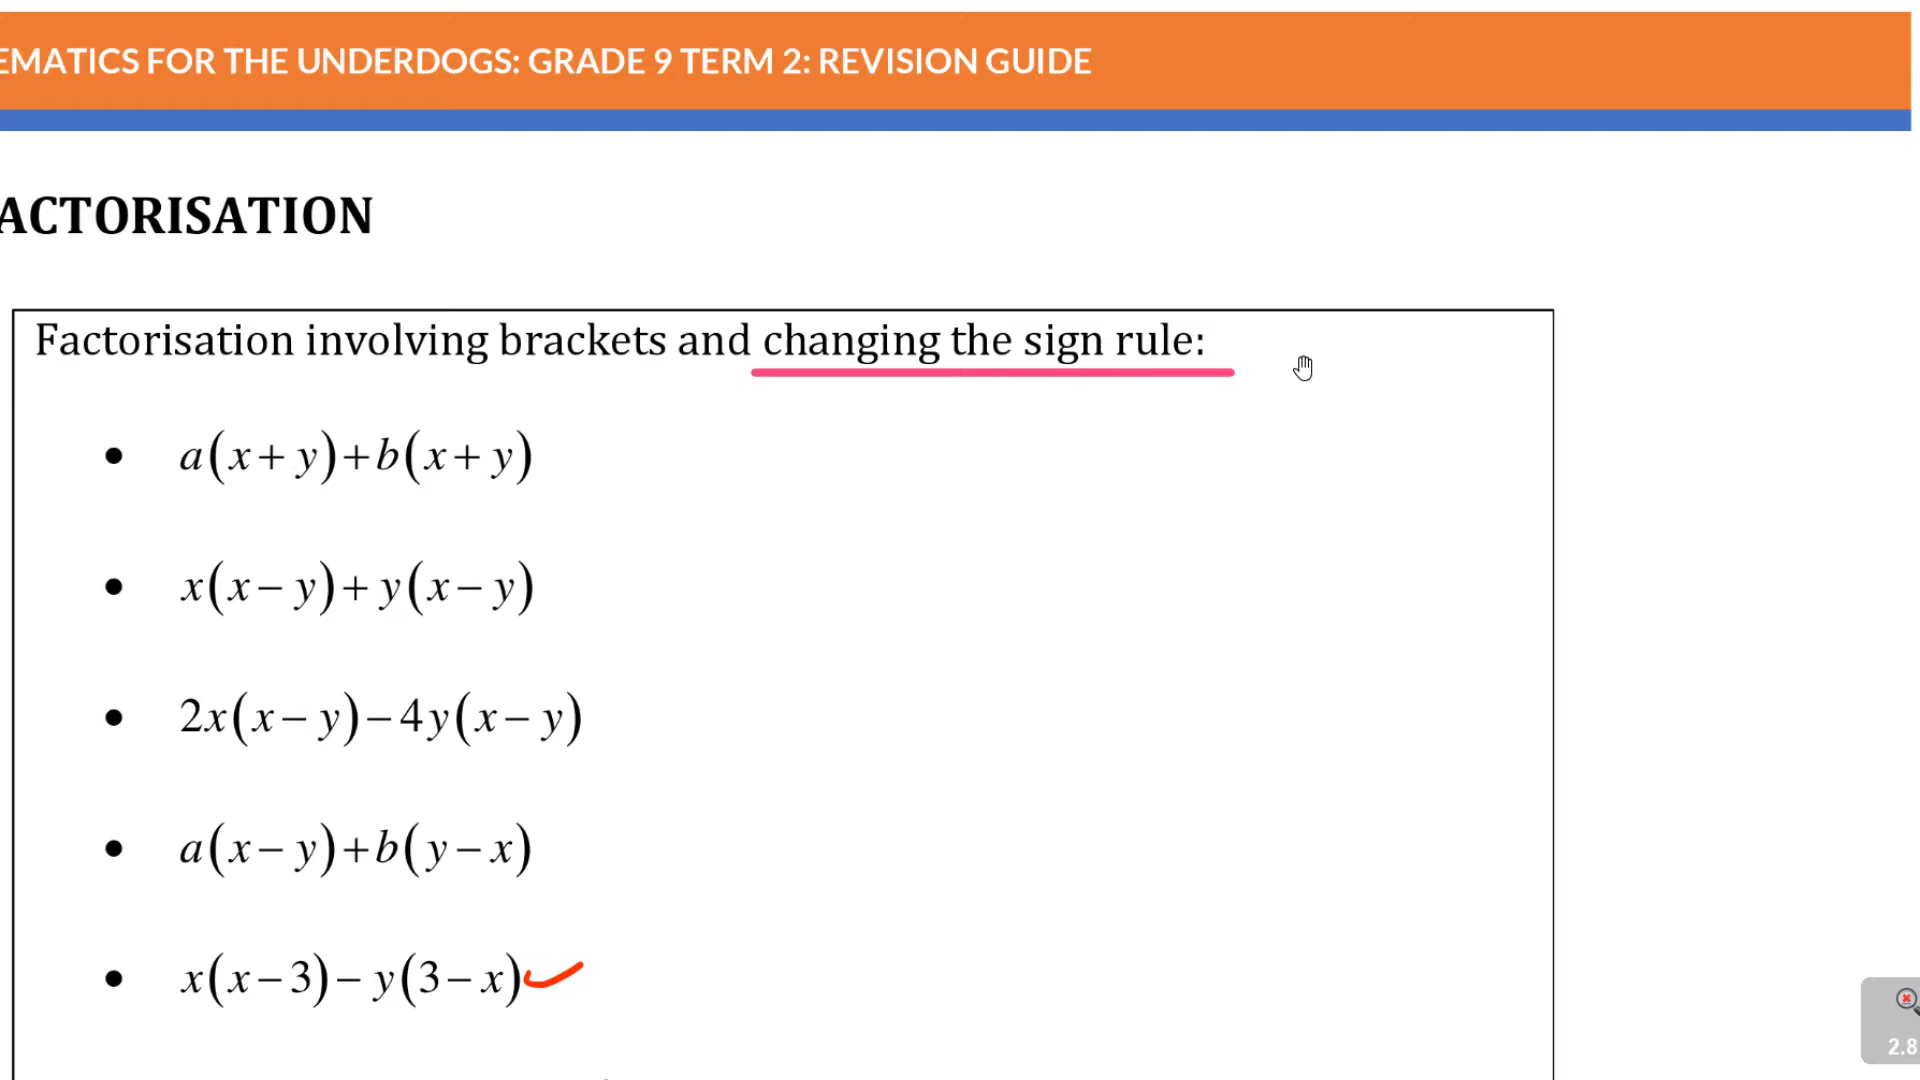 EMATICS FOR THE UNDERDOGS: GRADE 9 TERM 2: REVISION GUIDE
ACTORISATION
Factorisation involving brackets and changing the sign rule:
• a(x+y)+b(x+y)
• x(x−y)+y(x−y)
• 2x(x−y)−4y(x−y)
• a(x−y)+b(y−x)
• x(x−3)−y(3−x)
2.8